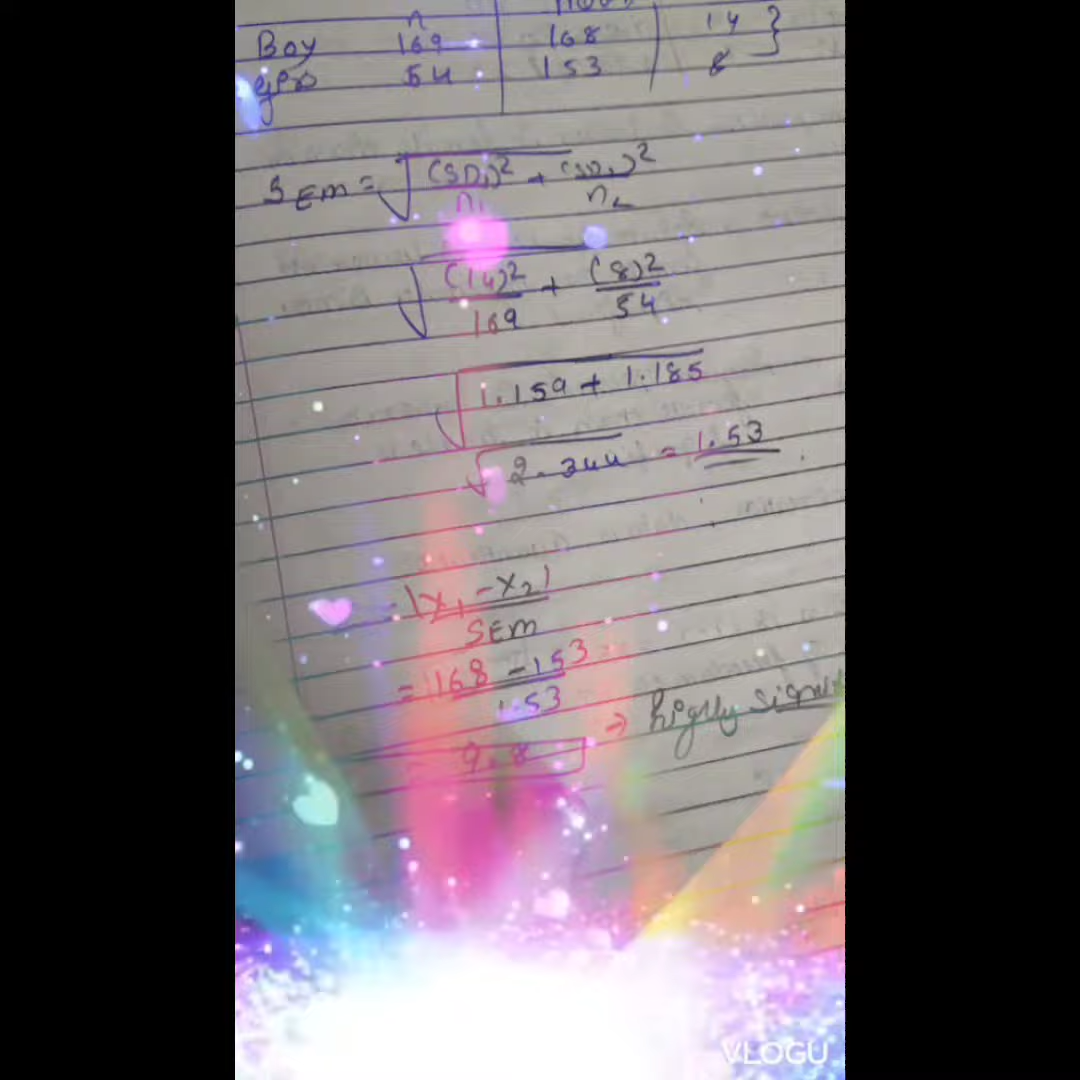 n
Boy 169 168 14 }
54 153 8
SEM = √ (SD₁)² + (SD₂)²
n₁ n₂
√ (14)² + (8)²
169 54
√ 1.159 + 1.185
√ 2.344 = 1.53
= |X₁ - X₂|
SEM
= 168 - 153
1.53
9.8 → highly
VLOGU